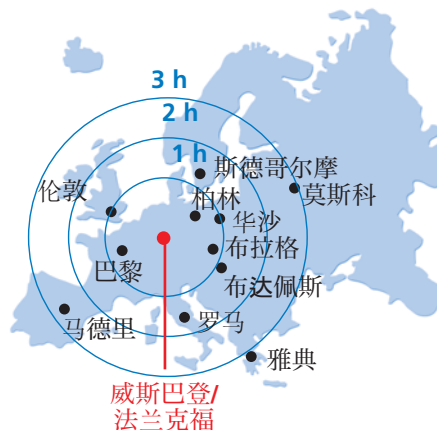 3 h
2 h
1 h
斯德哥尔摩
伦敦
柏林
莫斯科
华沙
布拉格
巴黎
布达佩斯
马德里
罗马
雅典
威斯巴登/
法兰克福